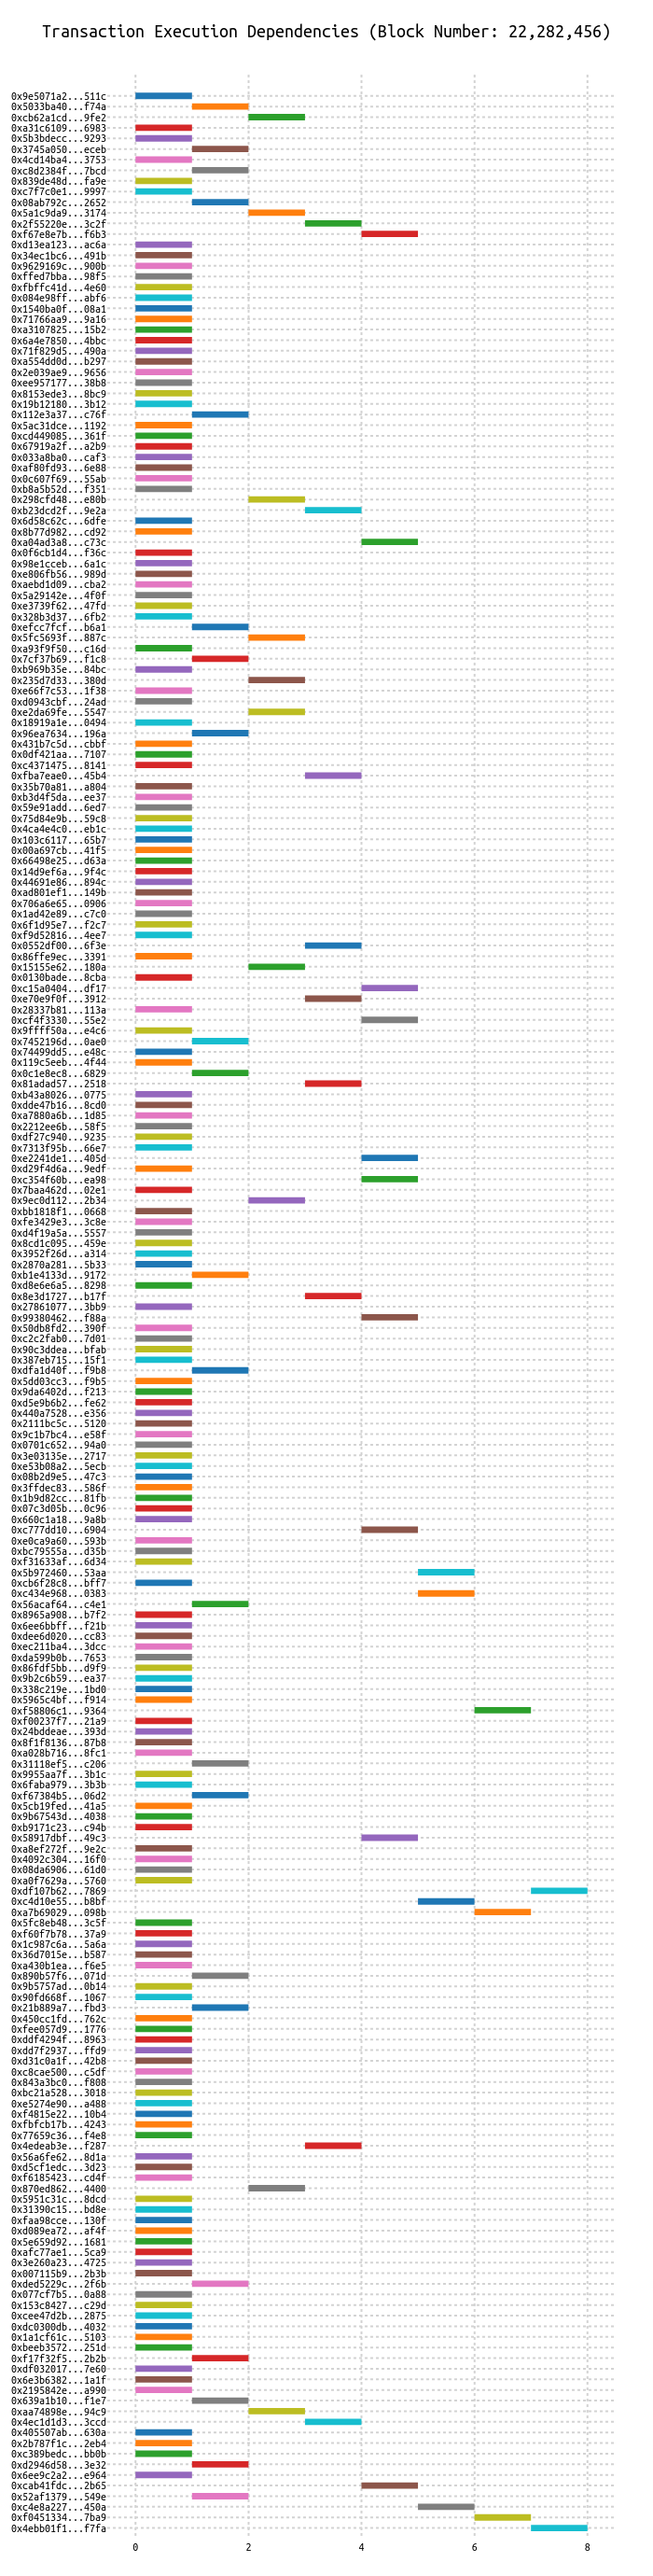 Transaction Execution Dependencies (Block Number: 22,282,456)
0x9e5071a2...511c
0x5033ba40...f74a
0xcb62a1cd...9fe2
0xa31c6109...6983
0x5b3bdecc...9293
0x3745a050...eceb
0x4cd14ba4...3753
0xc8d2384f...7bcd
0x839de48d...fa9e
0xc7f7c0e1...9997
0x08ab792c...2652
0x5a1c9da9...3174
0x2f55220e...3c2f
0xf67e8e7b...f6b3
0xd13ea123...ac6a
0x34ec1bc6...491b
0x9629169c...900b
0xffed7bba...98f5
0xfbffc41d...4e60
0x084e98ff...abf6
0x1540ba0f...08a1
0x71766aa9...9a16
0xa3107825...15b2
0x6a4e7850...4bbc
0x71f829d5...490a
0xa554dd0d...b297
0x2e039ae9...9656
0xee957177...38b8
0x8153ede3...8bc9
0x19b12180...3b12
0x112e3a37...c76f
0x5ac31dce...1192
0xcd449085...361f
0x67919a2f...a2b9
0x033a8ba0...caf3
0xaf80fd93...6e88
0x0c607f69...55ab
0xb8a5b52d...f351
0x298cfd48...e80b
0xb23dcd2f...9e2a
0x6d58c62c...6dfe
0x8b77d982...cd92
0xa04ad3a8...c73c
0x0f6cb1d4...f36c
0x98e1cceb...6a1c
0xe806fb56...989d
0xaebd1d09...cba2
0x5a29142e...4f0f
0xe3739f62...47fd
0x328b3d37...6fb2
0xefcc7fcf...b6a1
0x5fc5693f...887c
0xa93f9f50...c16d
0x7cf37b69...f1c8
0xb969b35e...84bc
0x235d7d33...380d
0xe66f7c53...1f38
0xd0943cbf...24ad
0xe2da69fe...5547
0x18919a1e...0494
0x96ea7634...196a
0x431b7c5d...cbbf
0x0df421aa...7107
0xc4371475...8141
0xfba7eae0...45b4
0x35b70a81...a804
0xb3d4f5da...ee37
0x59e91add...6ed7
0x75d84e9b...59c8
0x4ca4e4c0...eb1c
0x103c6117...65b7
0x00a697cb...41f5
0x66498e25...d63a
0x14d9ef6a...9f4c
0x44691e86...894c
0xad801ef1...149b
0x706a6e65...0906
0x1ad42e89...c7c0
0x6f1d95e7...f2c7
0xf9d52816...4ee7
0x0552df00...6f3e
0x86ffe9ec...3391
0x15155e62...180a
0x0130bade...8cba
0xc15a0404...df17
0xe70e9f0f...3912
0x28337b81...113a
0xcf4f3330...55e2
0x9ffff50a...e4c6
0x7452196d...0ae0
0x74499dd5...e48c
0x119c5eeb...4f44
0x0c1e8ec8...6829
0x81adad57...2518
0xb43a8026...0775
0xdde47b16...8cd0
0xa7880a6b...1d85
0x2212ee6b...58f5
0xdf27c940...9235
0x7313f95b...66e7
0xe2241de1...405d
0xd29f4d6a...9edf
0xc354f60b...ea98
0x7baa462d...02e1
0x9ec0d112...2b34
0xbb1818f1...0668
0xfe3429e3...3c8e
0xd4f19a5a...5557
0x8cd1c095...459e
0x3952f26d...a314
0x2870a281...5b33
0xb1e4133d...9172
0xd8e6e6a5...8298
0x8e3d1727...b17f
0x27861077...3bb9
0x99380462...f88a
0x50db8fd2...390f
0xc2c2fab0...7d01
0x90c3ddea...bfab
0x387eb715...15f1
0xdfa1d40f...f9b8
0x5dd03cc3...f9b5
0x9da6402d...f213
0xd5e9b6b2...fe62
0x440a7528...e356
0x2111bc5c...5120
0x9c1b7bc4...e58f
0x0701c652...94a0
0x3e03135e...2717
0xe53b08a2...5ecb
0x08b2d9e5...47c3
0x3ffdec83...586f
0x1b9d82cc...81fb
0x07c3d05b...0c96
0x660c1a18...9a8b
0xc777dd10...6904
0xe0ca9a60...593b
0xbc79555a...d35b
0xf31633af...6d34
0x5b972460...53aa
0xcb6f28c8...bff7
0xc434e968...0383
0x56acaf64...c4e1
0x8965a908...b7f2
0x6ee6bbff...f21b
0xdee6d020...cc83
0xec211ba4...3dcc
0xda599b0b...7653
0x86fdf5bb...d9f9
0x9b2c6b59...ea37
0x338c219e...1bd0
0x5965c4bf...f914
0xf58806c1...9364
0xf00237f7...21a9
0x24bddeae...393d
0x8f1f8136...87b8
0xa028b716...8fc1
0x31118ef5...c206
0x9955aa7f...3b1c
0x6faba979...3b3b
0xf67384b5...06d2
0x5cb19fed...41a5
0x9b67543d...4038
0xb9171c23...c94b
0x58917dbf...49c3
0xa8ef272f...9e2c
0x4092c304...16f0
0x08da6906...61d0
0xa0f7629a...5760
0xdf107b62...7869
0xc4d10e55...b8bf
0xa7b69029...098b
0x5fc8eb48...3c5f
0xf60f7b78...37a9
0x1c987c6a...5a6a
0x36d7015e...b587
0xa430b1ea...f6e5
0x890b57f6...071d
0x9b5757ad...0b14
0x90fd668f...1067
0x21b889a7...fbd3
0x450cc1fd...762c
0xfee057d9...1776
0xddf4294f...8963
0xdd7f2937...ffd9
0xd31c0a1f...42b8
0xc8cae500...c5df
0x843a3bc0...f808
0xbc21a528...3018
0xe5274e90...a488
0xf4815e22...10b4
0xfbfcb17b...4243
0x77659c36...f4e8
0x4edeab3e...f287
0x56a6fe62...8d1a
0xd5cf1edc...3d23
0xf6185423...cd4f
0x870ed862...4400
0x5951c31c...8dcd
0x31390c15...bd8e
0xfaa98cce...130f
0xd089ea72...af4f
0x5e659d92...1681
0xafc77ae1...5ca9
0x3e260a23...4725
0x007115b9...2b3b
0xded5229c...2f6b
0x077cf7b5...0a88
0x153c8427...c29d
0xcee47d2b...2875
0xdc0300db...4032
0x1a1cf61c...5103
0xbeeb3572...251d
0xf17f32f5...2b2b
0xdf032017...7e60
0x6e3b6382...1a1f
0x2195842e...a990
0x639a1b10...f1e7
0xaa74898e...94c9
0x4ec1d1d3...3ccd
0x405507ab...630a
0x2b787f1c...2eb4
0xc389bedc...bb0b
0xd2946d58...3e32
0x6ee9c2a2...e964
0xcab41fdc...2b65
0x52af1379...549e
0xc4e8a227...450a
0xf0451334...7ba9
0x4ebb01f1...f7fa
0 2 4 6 8